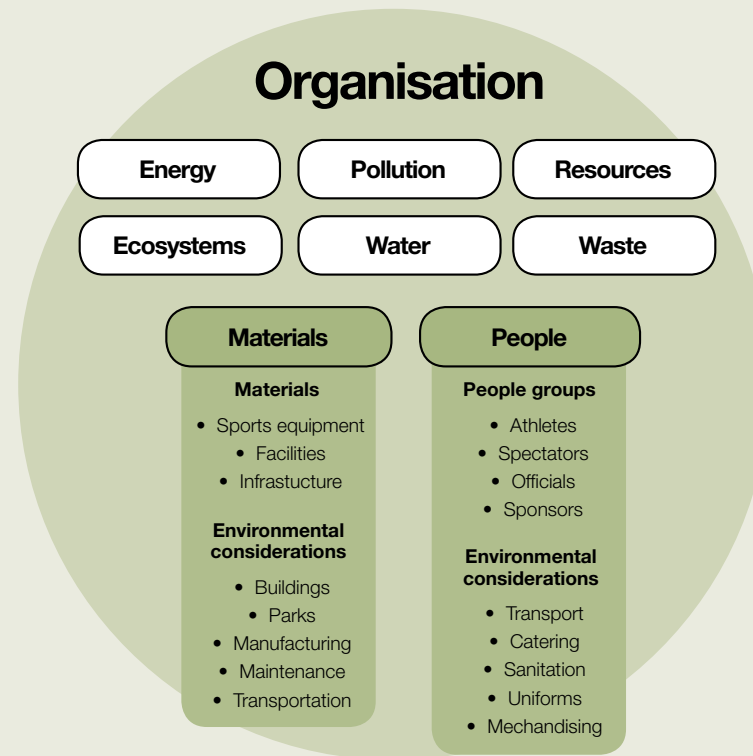 Organisation
Energy
Pollution
Resources
Ecosystems
Water
Waste
Materials
Materials
• Sports equipment
• Facilities
• Infrastucture
Environmental
considerations
• Buildings
• Parks
• Manufacturing
• Maintenance
• Transportation
People
People groups
• Athletes
• Spectators
• Officials
• Sponsors
Environmental
considerations
• Transport
• Catering
• Sanitation
• Uniforms
• Mechandising